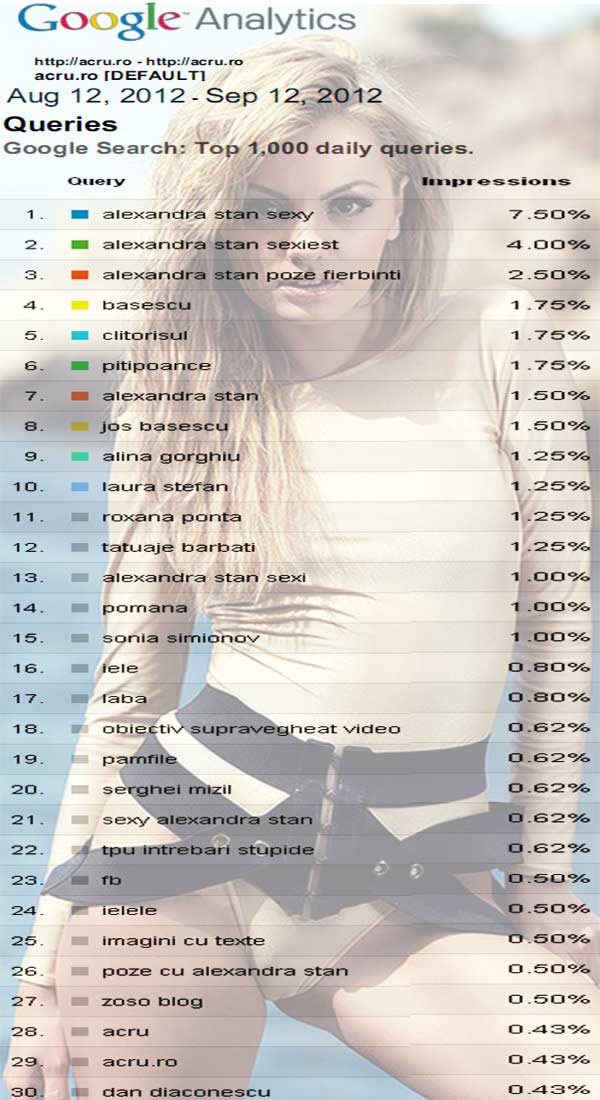 Google™ Analytics
http://acru.ro - http://acru.ro
acru.ro [DEFAULT]
Aug 12, 2012 - Sep 12, 2012
Queries
Google Search: Top 1,000 daily queries.
Query Impressions
1. alexandra stan sexy 7.50%
2. alexandra stan sexiest 4.00%
3. alexandra stan poze fierbinti 2.50%
4. basescu 1.75%
5. clitorisul 1.75%
6. pitipoance 1.75%
7. alexandra stan 1.50%
8. jos basescu 1.50%
9. alina gorghiu 1.25%
10. laura stefan 1.25%
11. roxana ponta 1.25%
12. tatuaje barbati 1.25%
13. alexandra stan sexi 1.00%
14. pomana 1.00%
15. sonia simionov 1.00%
16. iele 0.80%
17. laba 0.80%
18. obiectiv supravegheat video 0.62%
19. pamfile 0.62%
20. serghei mizil 0.62%
21. sexy alexandra stan 0.62%
22. tpu intrebari stupide 0.62%
23. fb 0.50%
24. ielele 0.50%
25. imagini cu texte 0.50%
26. poze cu alexandra stan 0.50%
27. zoso blog 0.50%
28. acru 0.43%
29. acru.ro 0.43%
30. dan diaconescu 0.43%